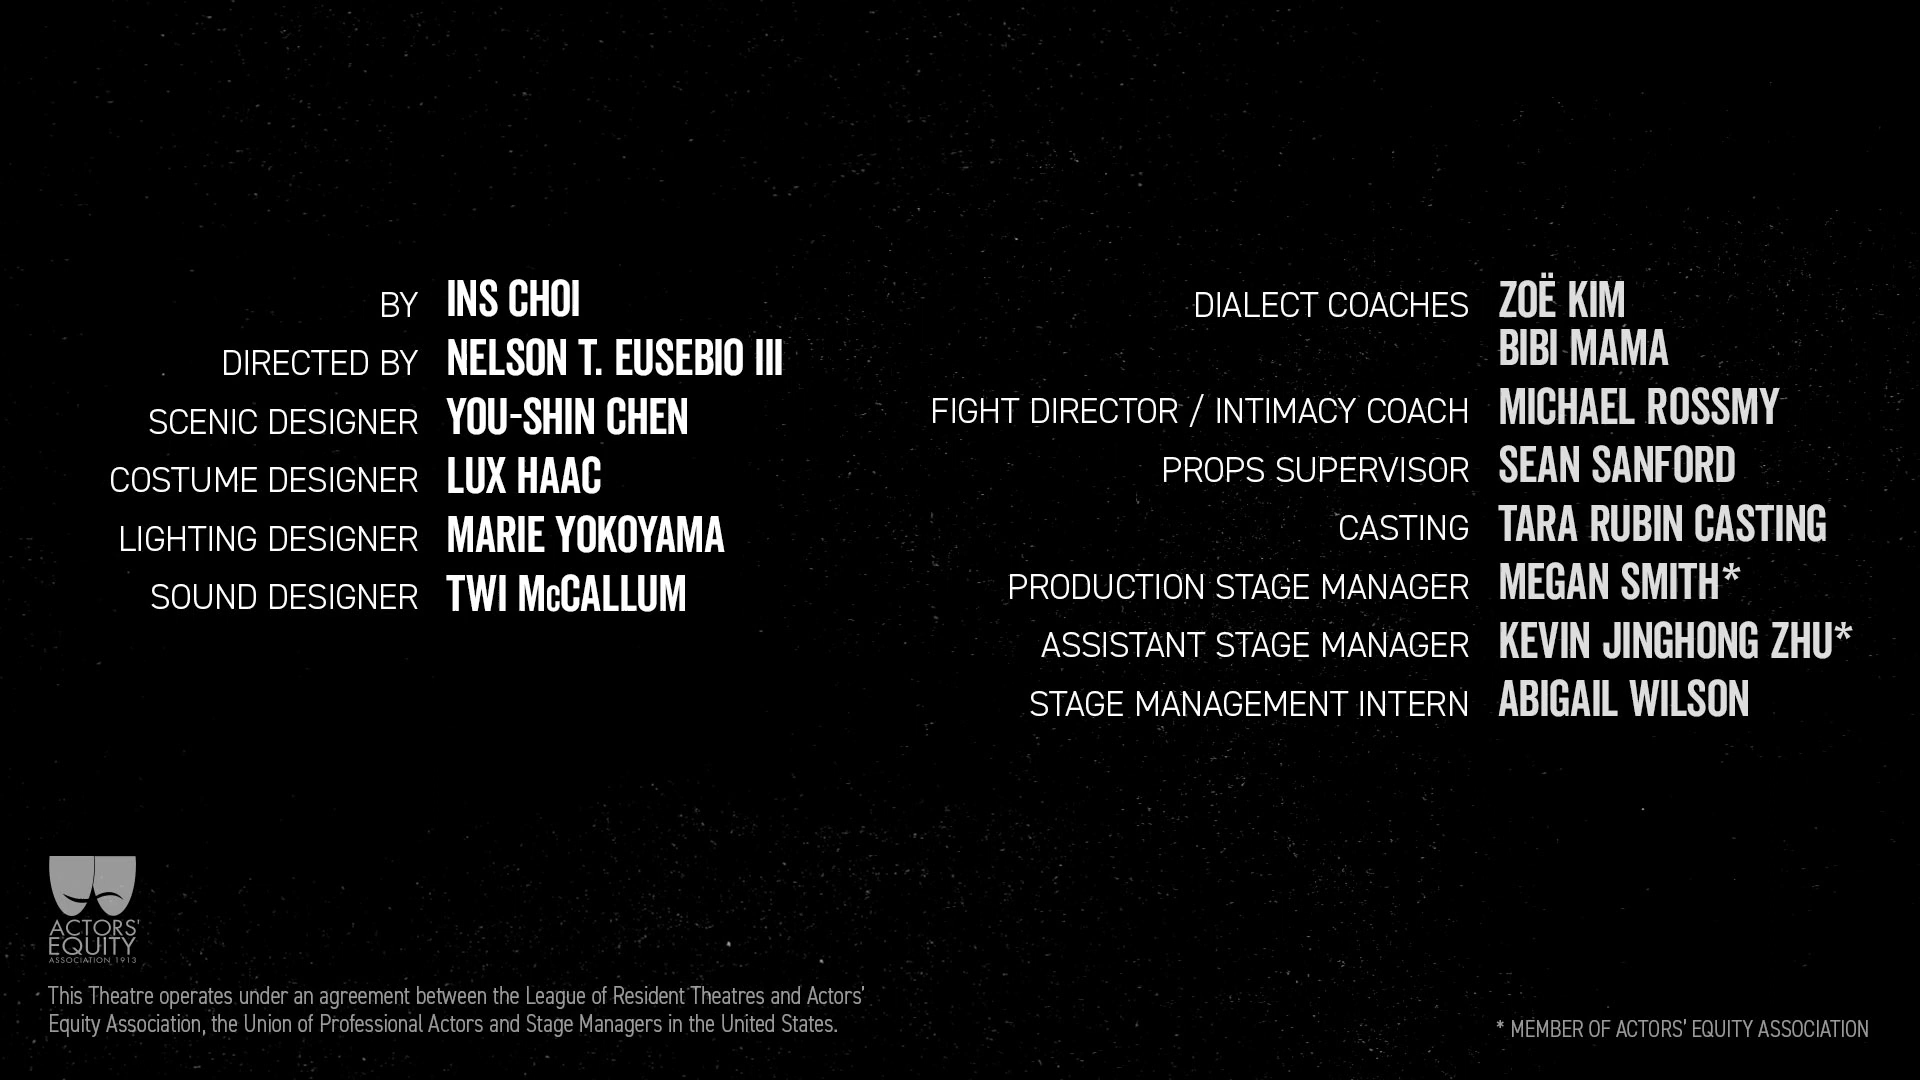 BY INS CHOI
DIRECTED BY NELSON T. EUSEBIO III
SCENIC DESIGNER YOU-SHIN CHEN
COSTUME DESIGNER LUX HAAC
LIGHTING DESIGNER MARIE YOKOYAMA
SOUND DESIGNER TWI McCALLUM
DIALECT COACHES ZOË KIM
BIBI MAMA
FIGHT DIRECTOR / INTIMACY COACH MICHAEL ROSSMY
PROPS SUPERVISOR SEAN SANFORD
CASTING TARA RUBIN CASTING
PRODUCTION STAGE MANAGER MEGAN SMITH*
ASSISTANT STAGE MANAGER KEVIN JINGHONG ZHU*
STAGE MANAGEMENT INTERN ABIGAIL WILSON
ACTORS'
EQUITY
ASSOCIATION 1913
This Theatre operates under an agreement between the League of Resident Theatres and Actors'
Equity Association, the Union of Professional Actors and Stage Managers in the United States.
* MEMBER OF ACTORS' EQUITY ASSOCIATION